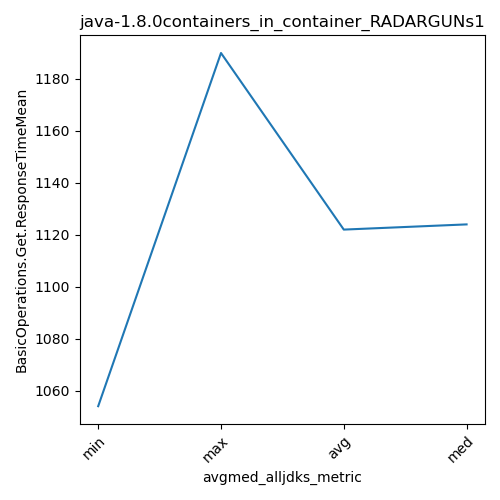 java-1.8.0containers_in_container_RADARGUNs1
BasicOperations.Get.ResponseTimeMean
1180
1160
1140
1120
1100
1080
1060
min
max
avg
med
avgmed_alljdks_metric